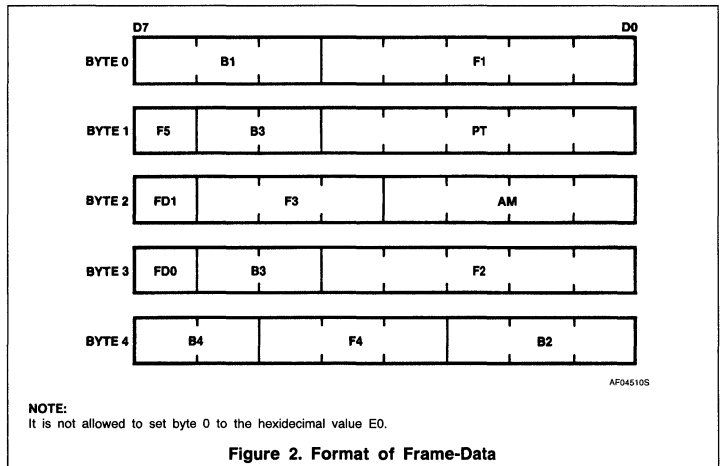 D7 D0
BYTE 0 B1 F1
BYTE 1 F5 B3 PT
BYTE 2 FD1 F3 AM
BYTE 3 FD0 B3 F2
BYTE 4 B4 F4 B2
AF04510S
NOTE:
It is not allowed to set byte 0 to the hexidecimal value E0.
Figure 2. Format of Frame-Data